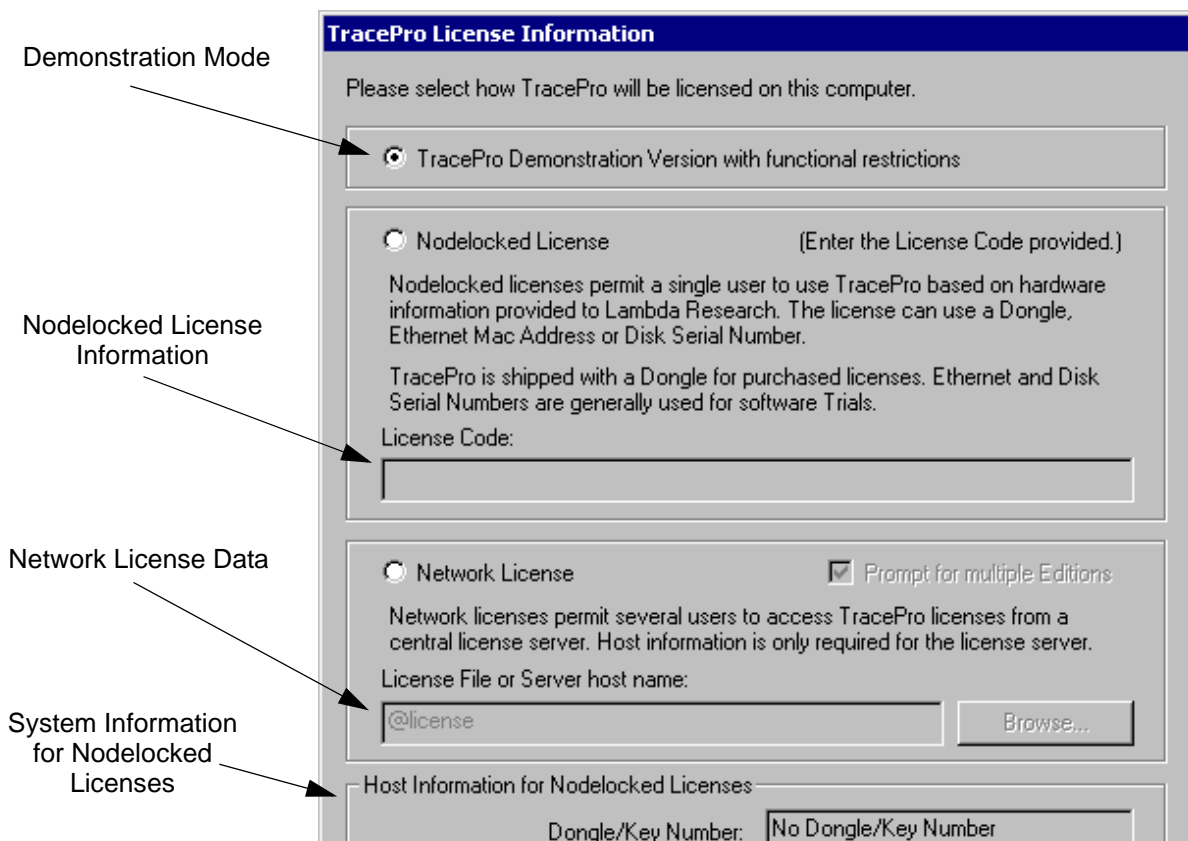 TracePro License Information
Demonstration Mode
Please select how TracePro will be licensed on this computer.
TracePro Demonstration Version with functional restrictions
Nodelocked License (Enter the License Code provided.)
Nodelocked licenses permit a single user to use TracePro based on hardware
information provided to Lambda Research. The license can use a Dongle,
Ethernet Mac Address or Disk Serial Number.
Nodelocked License
Information
TracePro is shipped with a Dongle for purchased licenses. Ethernet and Disk
Serial Numbers are generally used for software Trials.
License Code:
Network License Data
Network License Prompt for multiple Editions
Network licenses permit several users to access TracePro licenses from a
central license server. Host information is only required for the license server.
License File or Server host name:
@license Browse...
System Information
for Nodelocked
Licenses
Host Information for Nodelocked Licenses
Dongle/Key Number: No Dongle/Key Number